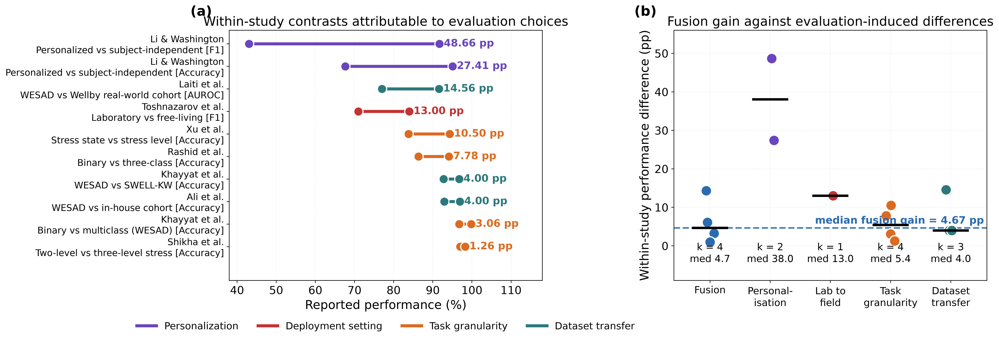 (a)
Within-study contrasts attributable to evaluation choices
Li & Washington
Personalized vs subject-independent [F1]
48.66 pp
Li & Washington
Personalized vs subject-independent [Accuracy]
27.41 pp
Laiti et al.
WESAD vs Wellby real-world cohort [AUROC]
14.56 pp
Toshnazarov et al.
Laboratory vs free-living [F1]
13.00 pp
Xu et al.
Stress state vs stress level [Accuracy]
10.50 pp
Rashid et al.
Binary vs three-class [Accuracy]
7.78 pp
Khayyat et al.
WESAD vs SWELL-KW [Accuracy]
4.00 pp
Ali et al.
WESAD vs in-house cohort [Accuracy]
4.00 pp
Khayyat et al.
Binary vs multiclass (WESAD) [Accuracy]
3.06 pp
Shikha et al.
Two-level vs three-level stress [Accuracy]
1.26 pp
40 50 60 70 80 90 100 110
Reported performance (%)
Personalization Deployment setting Task granularity Dataset transfer
(b)
Fusion gain against evaluation-induced differences
Within-study performance difference (pp)
50
40
30
20
10
0
median fusion gain = 4.67 pp
k = 4 k = 2 k = 1 k = 4 k = 3
med 4.7 med 38.0 med 13.0 med 5.4 med 4.0
Fusion Personal- Lab to Task Dataset
isation field granularity transfer